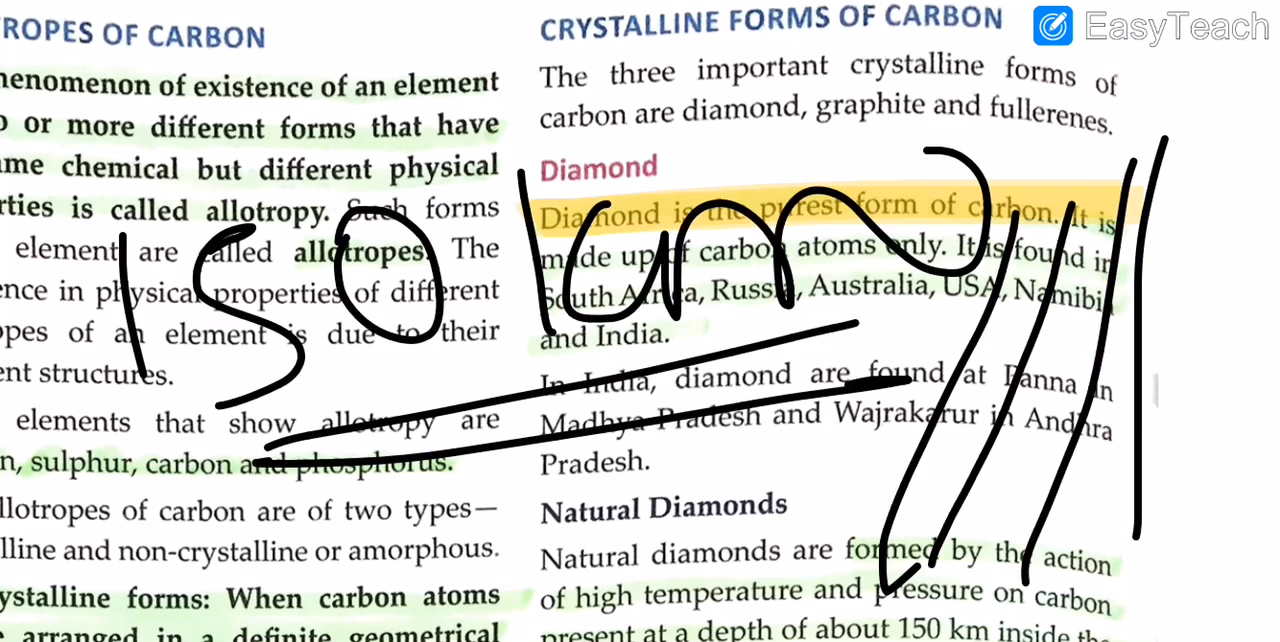 ROPES OF CARBON
henomenon of existence of an element
o or more different forms that have
ame chemical but different physical
rties is called allotropy. Such forms
element are called allotropes. The
ence in physical properties of different
opes of an element is due to their
ent structures.
elements that show allotropy are
n, sulphur, carbon and phosphorus.
llotropes of carbon are of two types—
lline and non-crystalline or amorphous.
ystalline forms: When carbon atoms
arranged in a definite geometrical
CRYSTALLINE FORMS OF CARBON
The three important crystalline forms of
carbon are diamond, graphite and fullerenes.
Diamond
Diamond is the purest form of carbon. It is
made up of carbon atoms only. It is found in
South Africa, Russia, Australia, USA, Namibia
and India.
In India, diamond are found at Panna in
Madhya Pradesh and Wajrakarur in Andhra
Pradesh.
Natural Diamonds
Natural diamonds are formed by the action
of high temperature and pressure on carbon
present at a depth of about 150 km inside the
EasyTeach
150 km